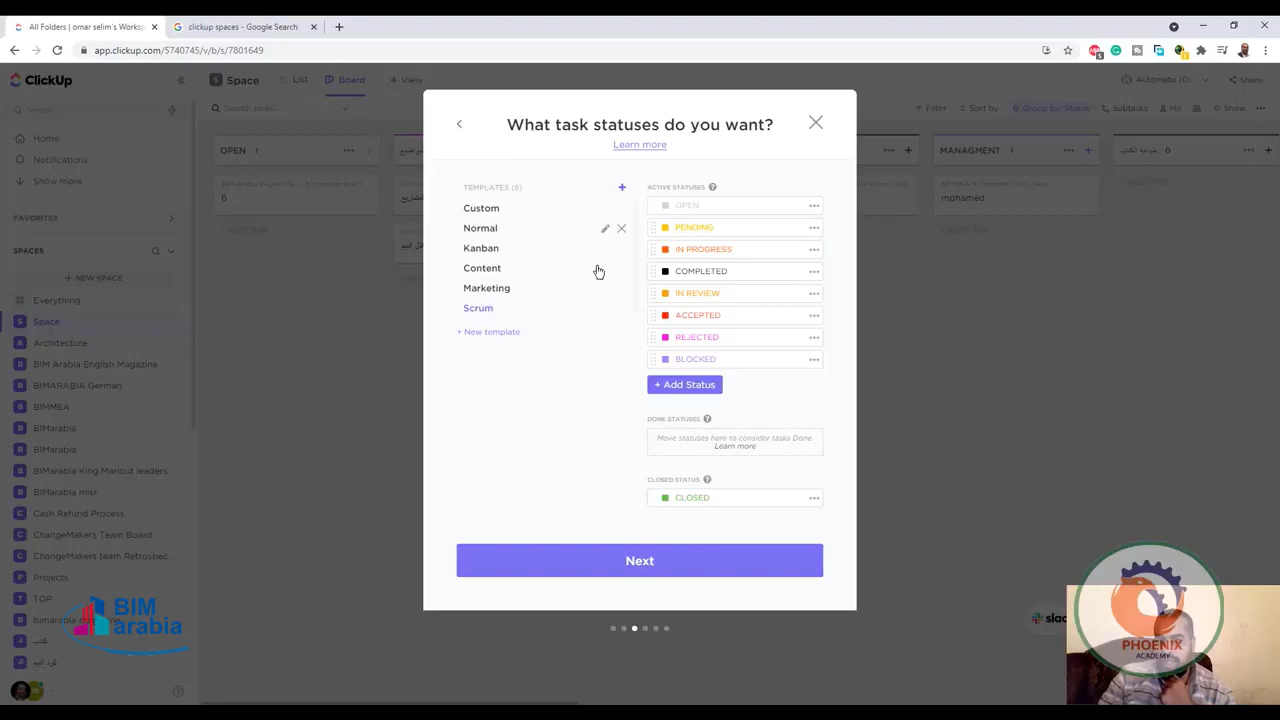 All Folders | omar selim's Worksp
clickup spaces - Google Search
app.clickup.com/5740745/v/b/s/7801649
ClickUp
S Space
List
Board
+ View
Automate (0)
Share
Search
Search tasks...
Filter
Sort by
Group by: Status
Subtasks
Me
Show
Home
Notifications
Show more
FAVORITES
SPACES
+ NEW SPACE
Everything
S Space
A Architecture
B BIM Arabia English Magazine
B BIMARABIA German
B BIMMEA
B BIMarabia
B BIMarabia
B BIMarabia King Mariout leaders
B BIMarabia misr
C Cash Refund Process
C ChangeMakers team Board
C ChangeMakers team Retrospec...
P Projects
T TOP
كتب
OPEN 1
6
MANAGMENT 1
mohamed
0
What task statuses do you want?
Learn more
TEMPLATES (6)
Custom
Normal
Kanban
Content
Marketing
Scrum
+ New template
ACTIVE STATUSES
OPEN
PENDING
IN PROGRESS
COMPLETED
IN REVIEW
ACCEPTED
REJECTED
BLOCKED
+ Add Status
DONE STATUSES
Move statuses here to consider tasks Done
Learn more
CLOSED STATUS
CLOSED
Next
BIM
arabia
slac
PHOENIX
ACADEMY